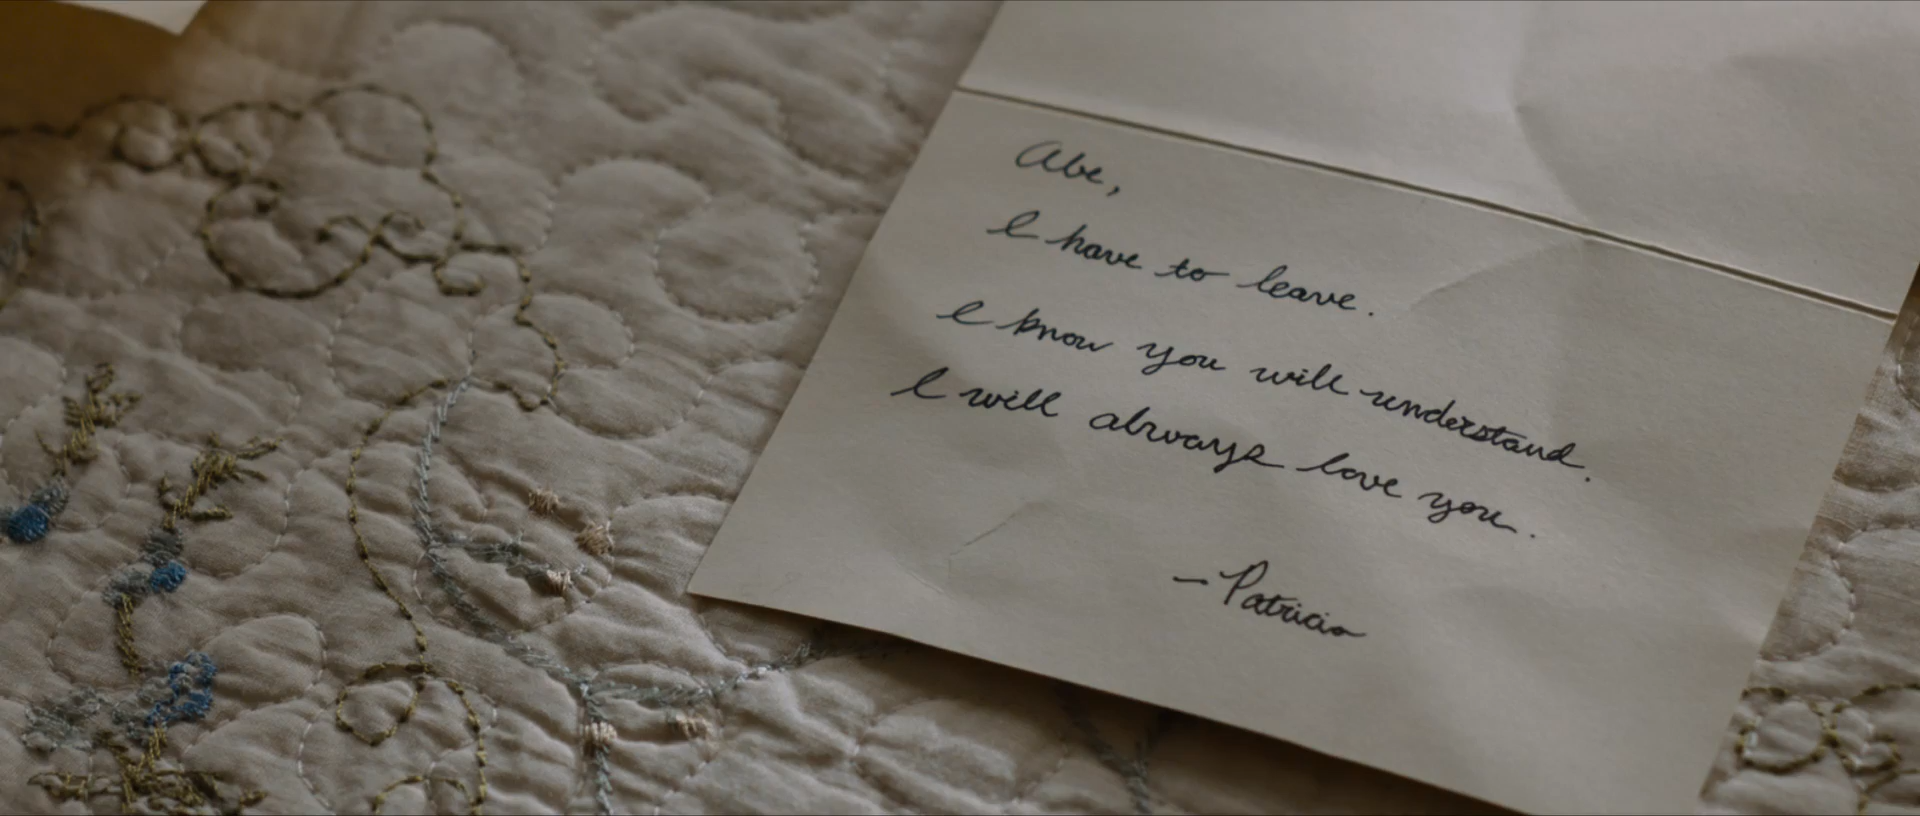 Abe,
I have to leave.
I know you will understand.
I will always love you.
—Patricia